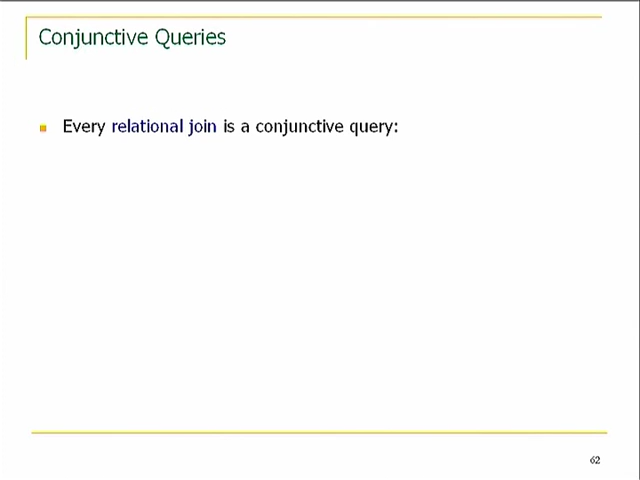 Conjunctive Queries
Every relational join is a conjunctive query:
62